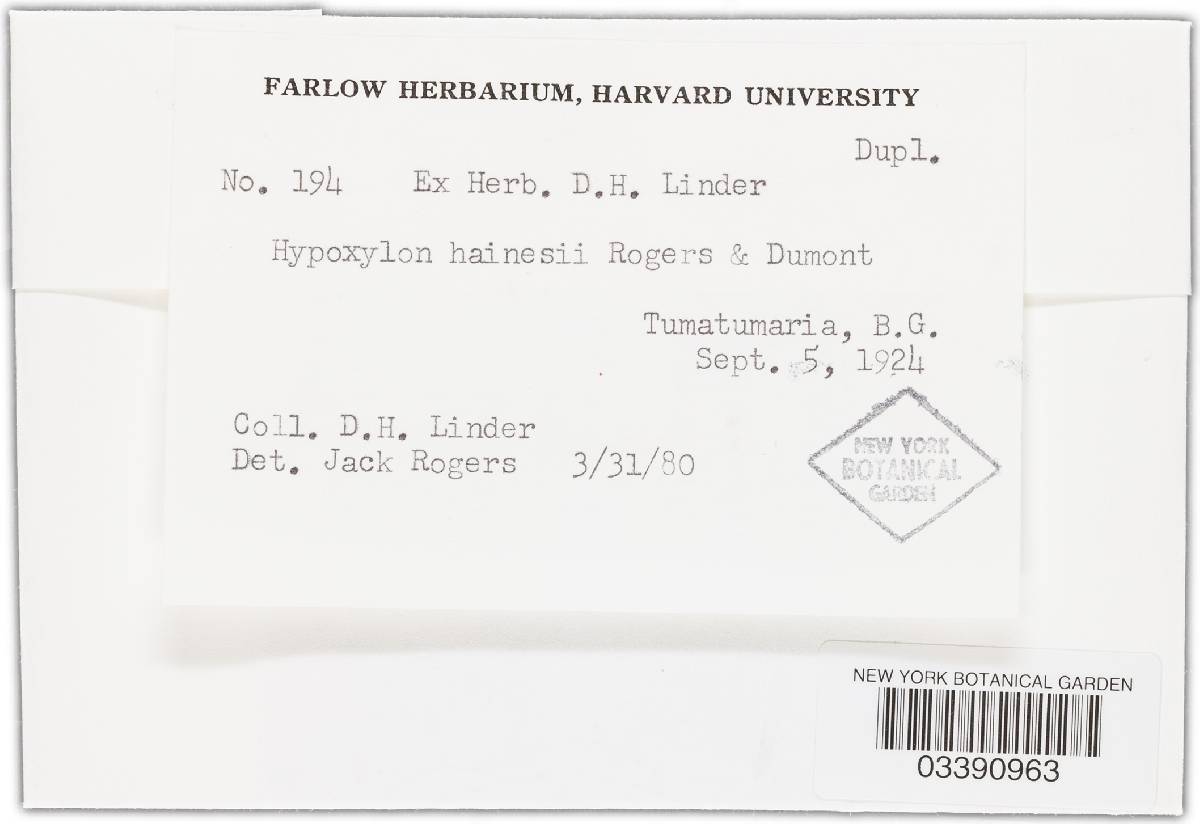 FARLOW HERBARIUM, HARVARD UNIVERSITY
Dupl.
No. 194 Ex Herb. D.H. Linder
Hypoxylon hainesii Rogers & Dumont
Tumatumaria, B.G.
Sept. 5, 1924
Coll. D.H. Linder
Det. Jack Rogers 3/31/80
NEW YORK
BOTANICAL
GARDEN
NEW YORK BOTANICAL GARDEN
03390963